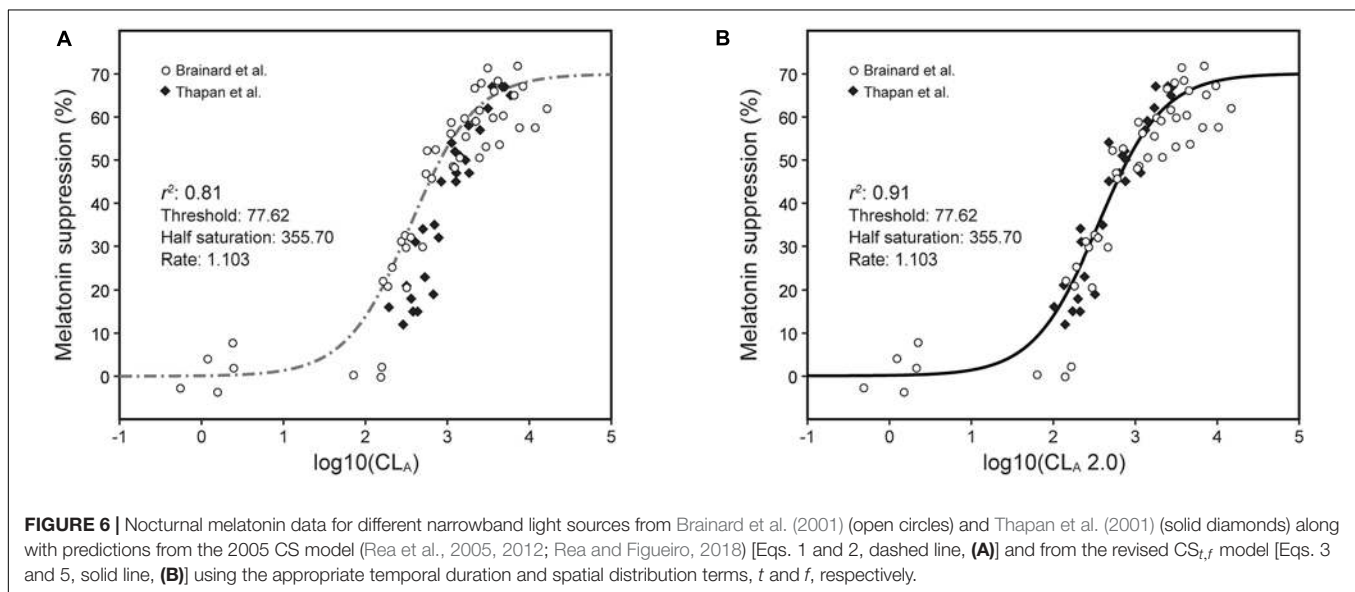 A
Melatonin suppression (%)
70
60
50
40
30
20
10
0
Brainard et al.
Thapan et al.
r²: 0.81
Threshold: 77.62
Half saturation: 355.70
Rate: 1.103
-1 0 1 2 3 4 5
log10(CLA)
B
Melatonin suppression (%)
70
60
50
40
30
20
10
0
Brainard et al.
Thapan et al.
r²: 0.91
Threshold: 77.62
Half saturation: 355.70
Rate: 1.103
-1 0 1 2 3 4 5
log10(CLA 2.0)
FIGURE 6 | Nocturnal melatonin data for different narrowband light sources from Brainard et al. (2001) (open circles) and Thapan et al. (2001) (solid diamonds) along
with predictions from the 2005 CS model (Rea et al., 2005, 2012; Rea and Figueiro, 2018) [Eqs. 1 and 2, dashed line, (A)] and from the revised CSt,f model [Eqs. 3
and 5, solid line, (B)] using the appropriate temporal duration and spatial distribution terms, t and f, respectively.